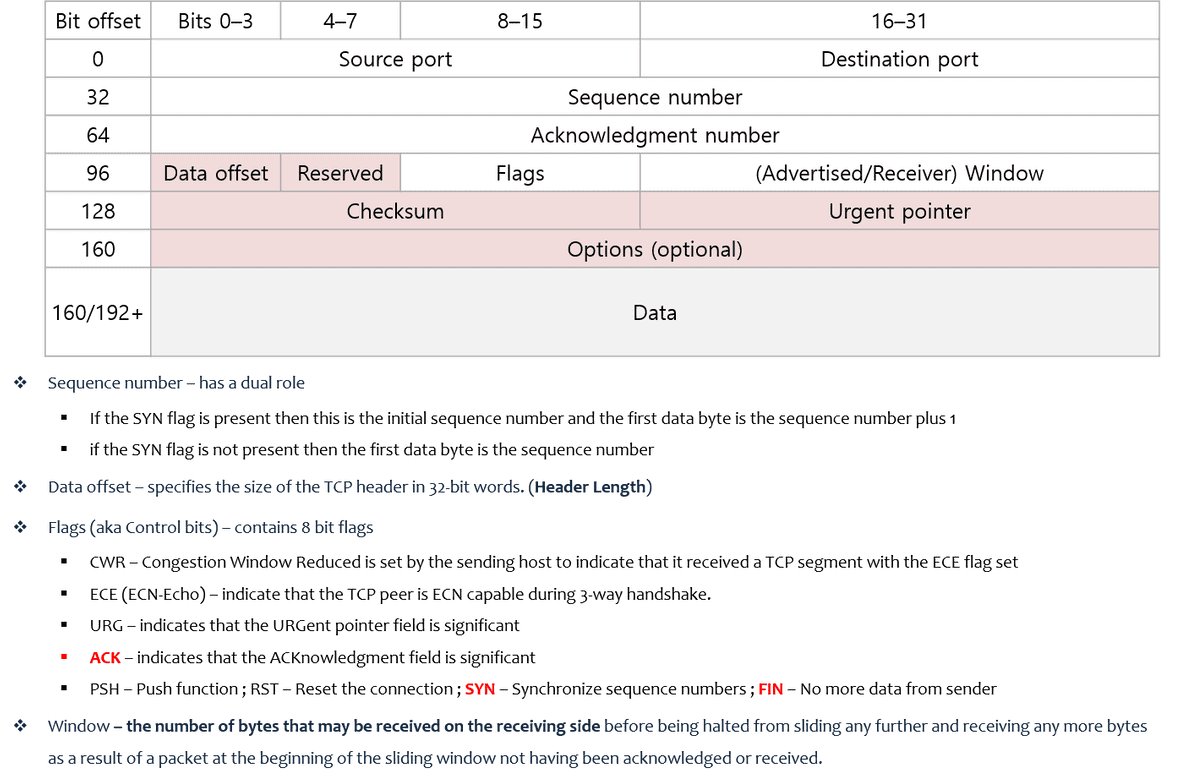 Bit offset Bits 0–3 4–7 8–15 16–31
0 Source port Destination port
32 Sequence number
64 Acknowledgment number
96 Data offset Reserved Flags (Advertised/Receiver) Window
128 Checksum Urgent pointer
160 Options (optional)
160/192+ Data
❖ Sequence number – has a dual role
▪ If the SYN flag is present then this is the initial sequence number and the first data byte is the sequence number plus 1
▪ if the SYN flag is not present then the first data byte is the sequence number
❖ Data offset – specifies the size of the TCP header in 32-bit words. (Header Length)
❖ Flags (aka Control bits) – contains 8 bit flags
▪ CWR – Congestion Window Reduced is set by the sending host to indicate that it received a TCP segment with the ECE flag set
▪ ECE (ECN-Echo) – indicate that the TCP peer is ECN capable during 3-way handshake.
▪ URG – indicates that the URGent pointer field is significant
▪ ACK – indicates that the ACKnowledgment field is significant
▪ PSH – Push function ; RST – Reset the connection ; SYN – Synchronize sequence numbers ; FIN – No more data from sender
❖ Window – the number of bytes that may be received on the receiving side before being halted from sliding any further and receiving any more bytes
as a result of a packet at the beginning of the sliding window not having been acknowledged or received.